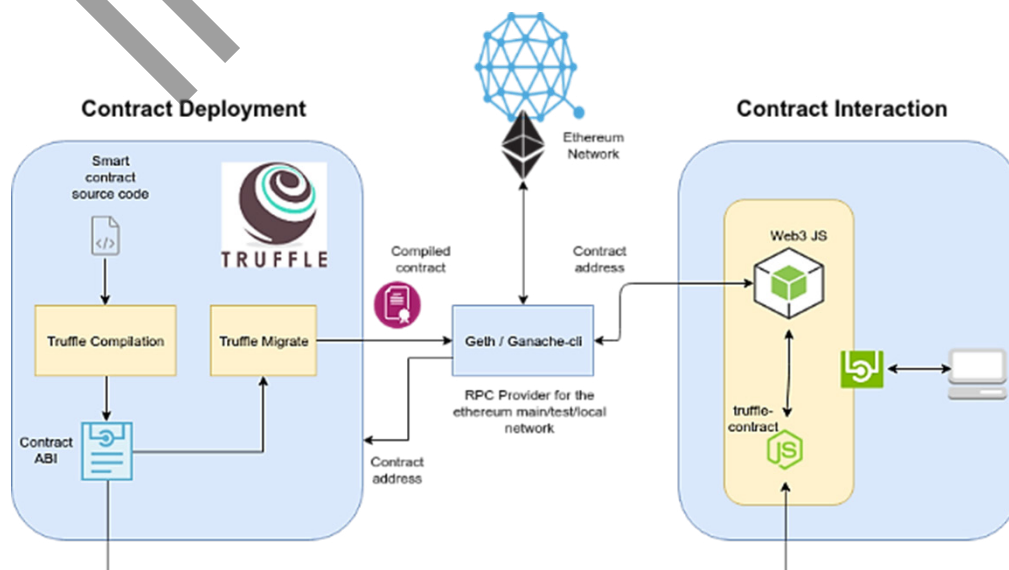 Contract Deployment
Contract Interaction
Ethereum
Network
Smart
contract
source code
TRUFFLE
Compiled
contract
Contract
address
Web3 JS
Truffle Compilation
Truffle Migrate
Geth / Ganache-cli
RPC Provider for the
ethereum main/test/local
network
truffle-
contract
JS
Contract
ABI
Contract
address